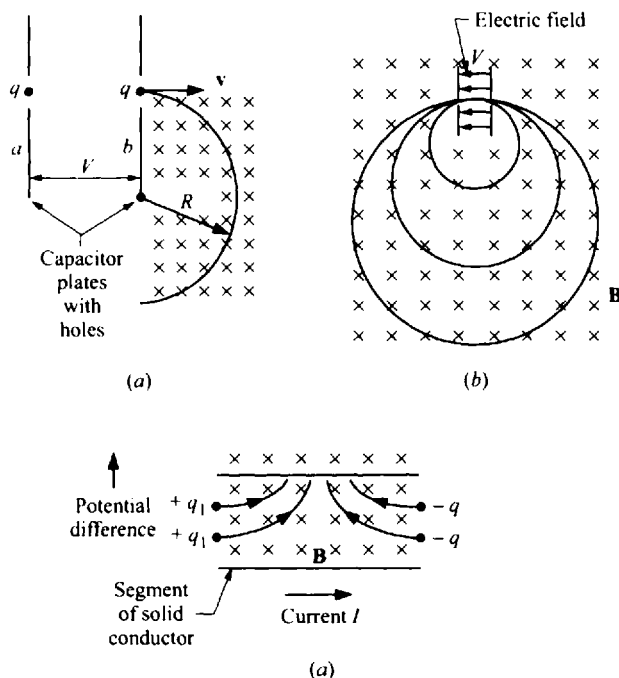 Electric field
q
q
v
V
a
V
b
R
Capacitor
plates
with
holes
B
(a)
(b)
Potential
difference
+ q₁
+ q₁
− q
− q
B
Segment
of solid
conductor
Current I
(a)